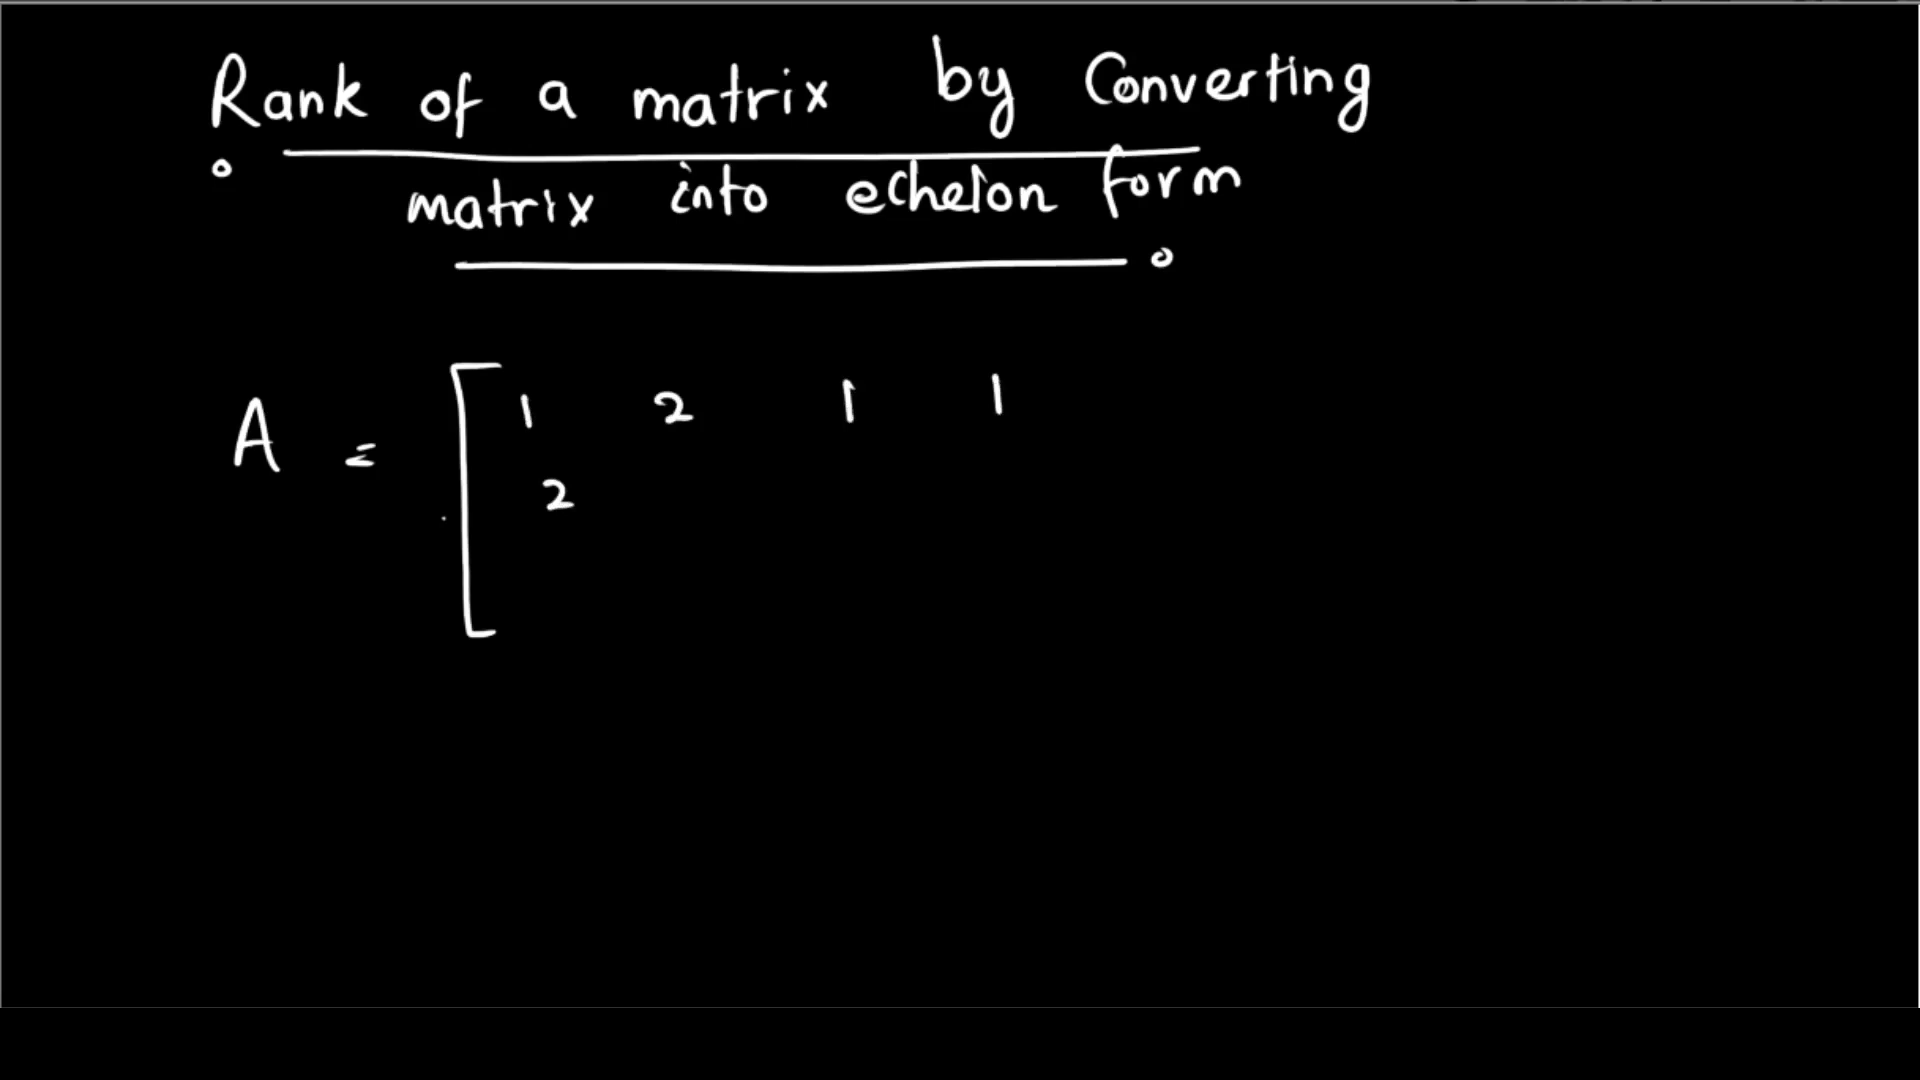 Rank of a matrix by Converting
matrix into echelon form
A = [ 1 2 1 1
2